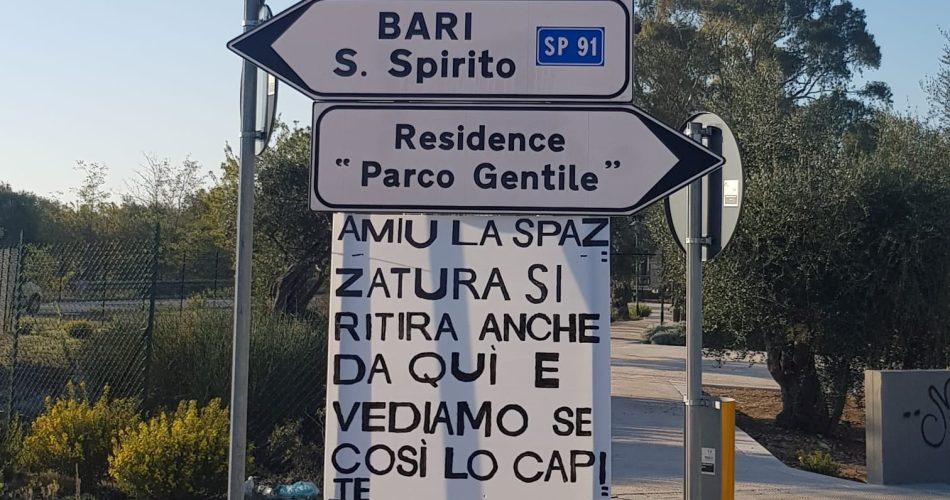 BARI
S. Spirito
SP 91
Residence
“Parco Gentile”
AMIU LA SPAZ
ZATURA SI
RITIRA ANCHE
DA QUÌ E
VEDIAMO SE
COSÌ LO CAPI
TE